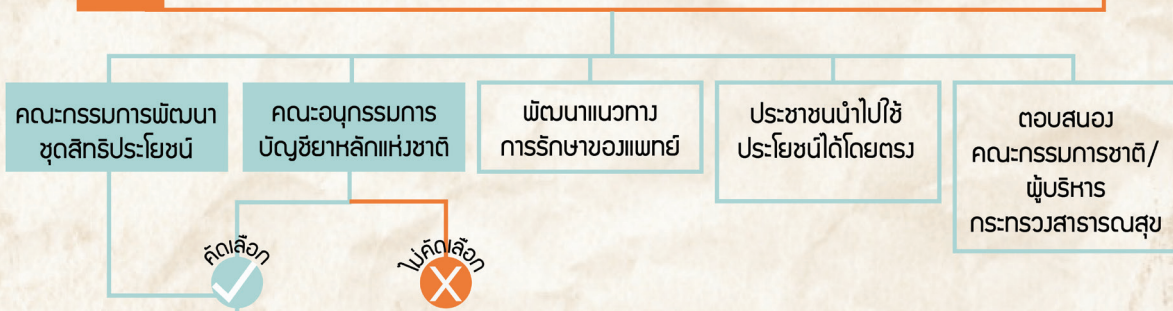 คณะกรรมการพัฒนา
ชุดสิทธิประโยชน์
คณะอนุกรรมการ
บัญชียาหลักแห่งชาติ
พัฒนาแนวทาง
การรักษาของแพทย์
ประชาชนนำไปใช้
ประโยชน์ได้โดยตรง
ตอบสนอง
คณะกรรมการชาติ/
ผู้บริหาร
กระทรวงสาธารณสุข
คัดเลือก
ไม่คัดเลือก